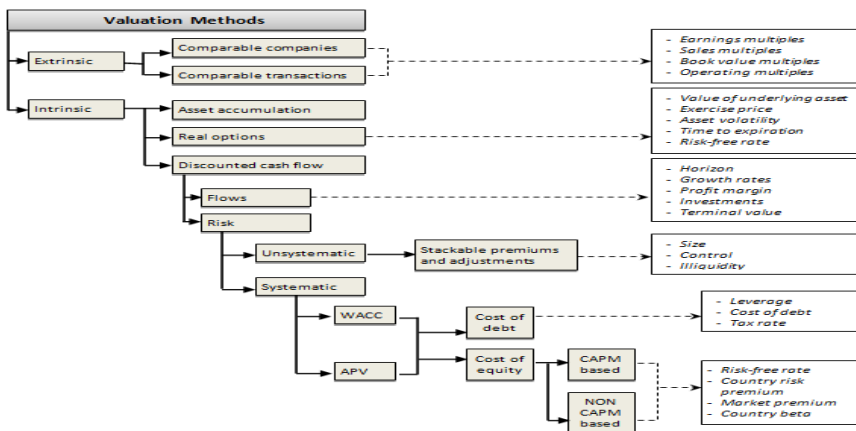 Valuation Methods
Extrinsic
Comparable companies
Comparable transactions
- Earnings multiples
- Sales multiples
- Book value multiples
- Operating multiples
Intrinsic
Asset accumulation
Real options
- Value of underlying asset
- Exercise price
- Asset volatility
- Time to expiration
- Risk-free rate
Discounted cash flow
Flows
- Horizon
- Growth rates
- Profit margin
- Investments
- Terminal value
Risk
Unsystematic
Stackable premiums
and adjustments
- Size
- Control
- Illiquidity
Systematic
WACC
APV
Cost of
debt
- Leverage
- Cost of debt
- Tax rate
Cost of
equity
CAPM
based
NON
CAPM
based
- Risk-free rate
- Country risk
premium
- Market premium
- Country beta